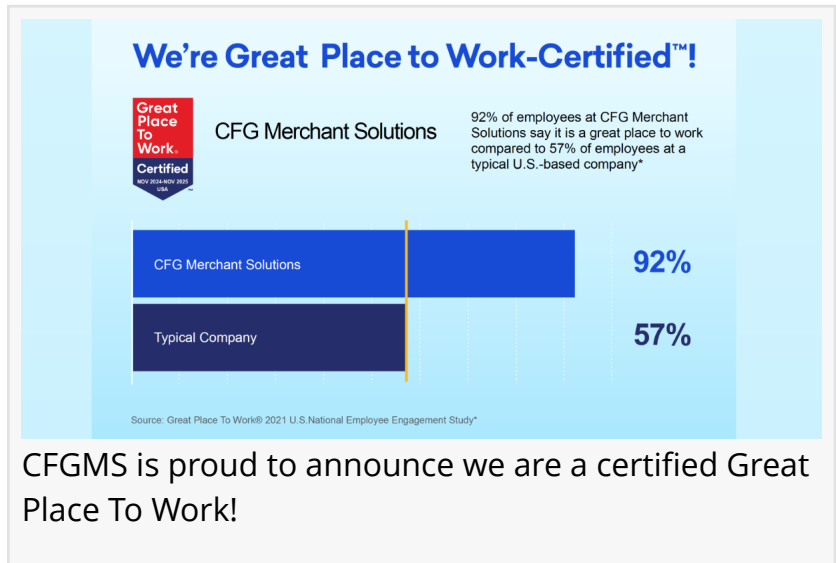 We're Great Place to Work-Certified™!
Great
Place
To
Work®
Certified
NOV 2024-NOV 2025
USA
™
CFG Merchant Solutions
92% of employees at CFG Merchant
Solutions say it is a great place to work
compared to 57% of employees at a
typical U.S.-based company*
CFG Merchant Solutions
92%
Typical Company
57%
Source: Great Place To Work® 2021 U.S.National Employee Engagement Study*
CFGMS is proud to announce we are a certified Great
Place To Work!